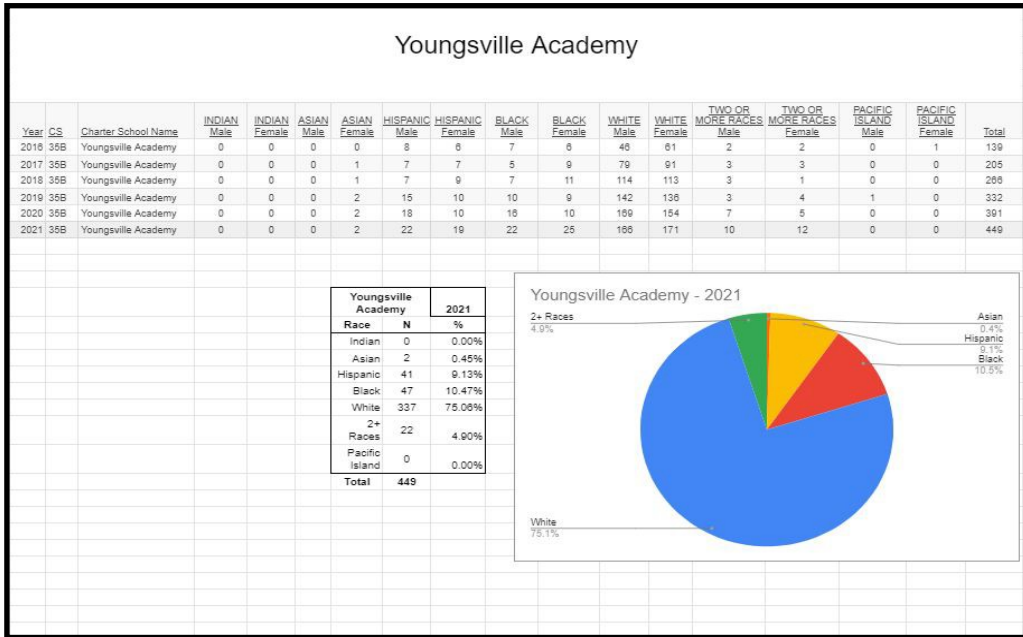 Youngsville Academy
Year CS Charter School Name INDIAN Male INDIAN Female ASIAN Male ASIAN Female HISPANIC Male HISPANIC Female BLACK Male BLACK Female WHITE Male WHITE Female TWO OR MORE RACES Male TWO OR MORE RACES Female PACIFIC ISLAND Male PACIFIC ISLAND Female Total
2016 35B Youngsville Academy 0 0 0 0 8 6 7 6 46 61 2 2 0 1 139
2017 35B Youngsville Academy 0 0 0 1 7 7 5 9 79 91 3 3 0 0 205
2018 35B Youngsville Academy 0 0 0 1 7 9 7 11 114 113 3 1 0 0 266
2019 35B Youngsville Academy 0 0 0 2 15 10 10 9 142 136 3 4 1 0 332
2020 35B Youngsville Academy 0 0 0 2 18 10 16 10 169 154 7 5 0 0 391
2021 35B Youngsville Academy 0 0 0 2 22 19 22 25 166 171 10 12 0 0 449
Youngsville
Academy 2021
Race N %
Indian 0 0.00%
Asian 2 0.45%
Hispanic 41 9.13%
Black 47 10.47%
White 337 75.06%
2+
Races 22 4.90%
Pacific
Island 0 0.00%
Total 449
Youngsville Academy - 2021
2+ Races
4.9%
Asian
0.4%
Hispanic
9.1%
Black
10.5%
White
75.1%